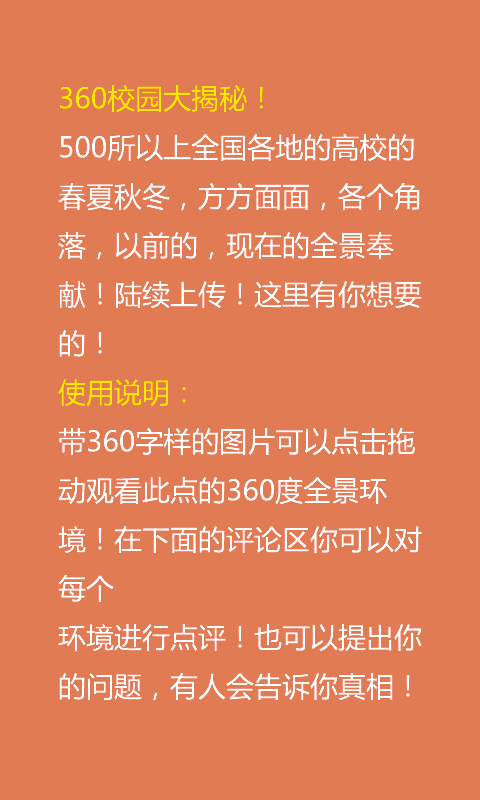 360校园大揭秘！
500所以上全国各地的高校的
春夏秋冬，方方面面，各个角
落，以前的，现在的全景奉
献！陆续上传！这里有你想要
的！
使用说明：
带360字样的图片可以点击拖
动观看此点的360度全景环
境！在下面的评论区你可以对
每个
环境进行点评！也可以提出你
的问题，有人会告诉你真相！